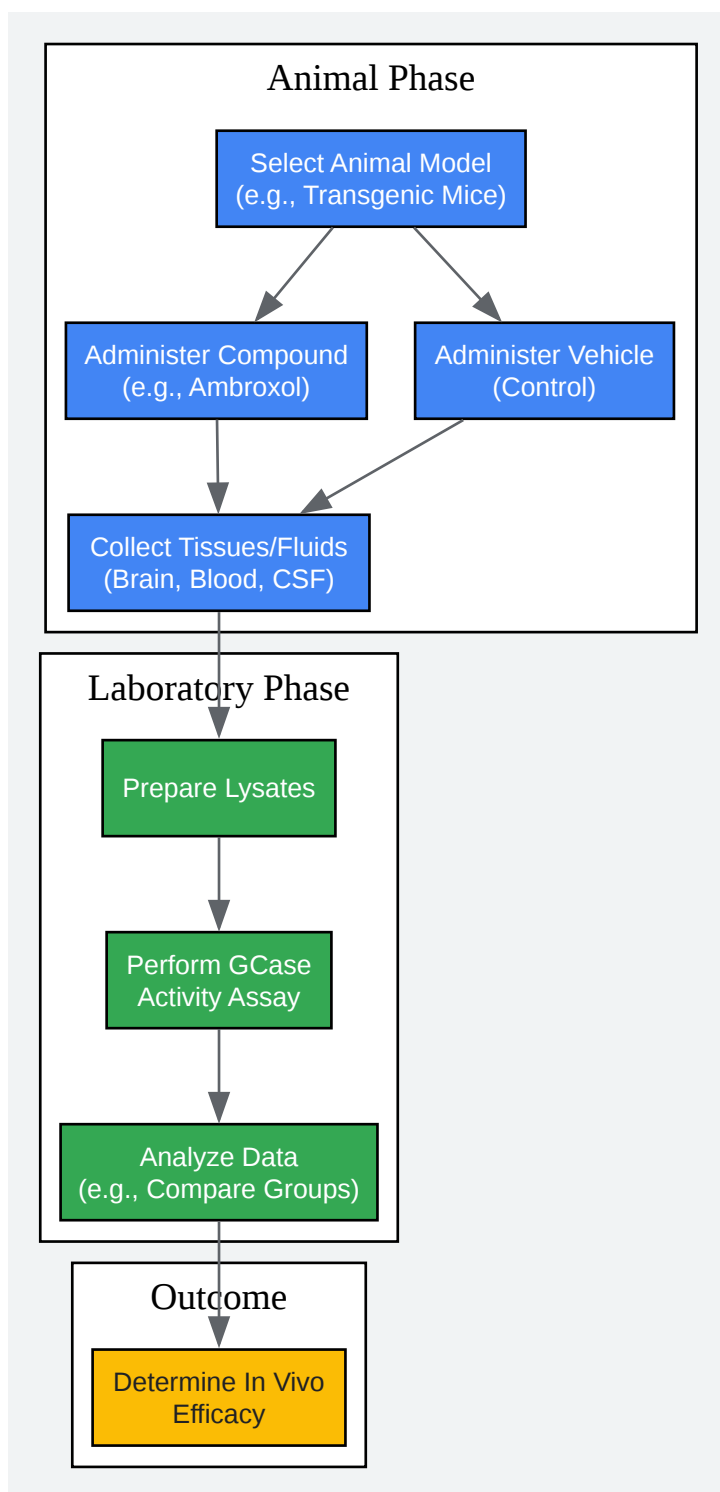 Animal Phase
Select Animal Model
(e.g., Transgenic Mice)
Administer Compound
(e.g., Ambroxol)
Administer Vehicle
(Control)
Collect Tissues/Fluids
(Brain, Blood, CSF)
Laboratory Phase
Prepare Lysates
Perform GCase
Activity Assay
Analyze Data
(e.g., Compare Groups)
Outcome
Determine In Vivo
Efficacy